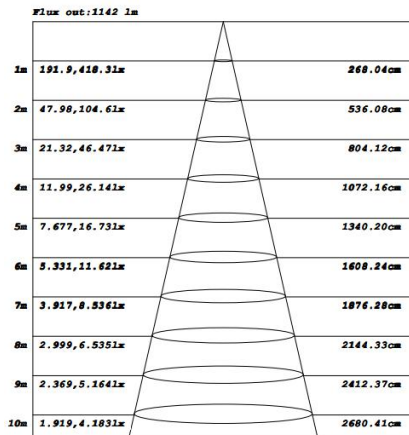 Flux out:1142 lm
1m 191.9,418.3lx 268.04cm
2m 47.98,104.6lx 536.08cm
3m 21.32,46.47lx 804.12cm
4m 11.99,26.14lx 1072.16cm
5m 7.677,16.73lx 1340.20cm
6m 5.331,11.62lx 1608.24cm
7m 3.917,8.536lx 1876.28cm
8m 2.999,6.535lx 2144.33cm
9m 2.369,5.164lx 2412.37cm
10m 1.919,4.183lx 2680.41cm